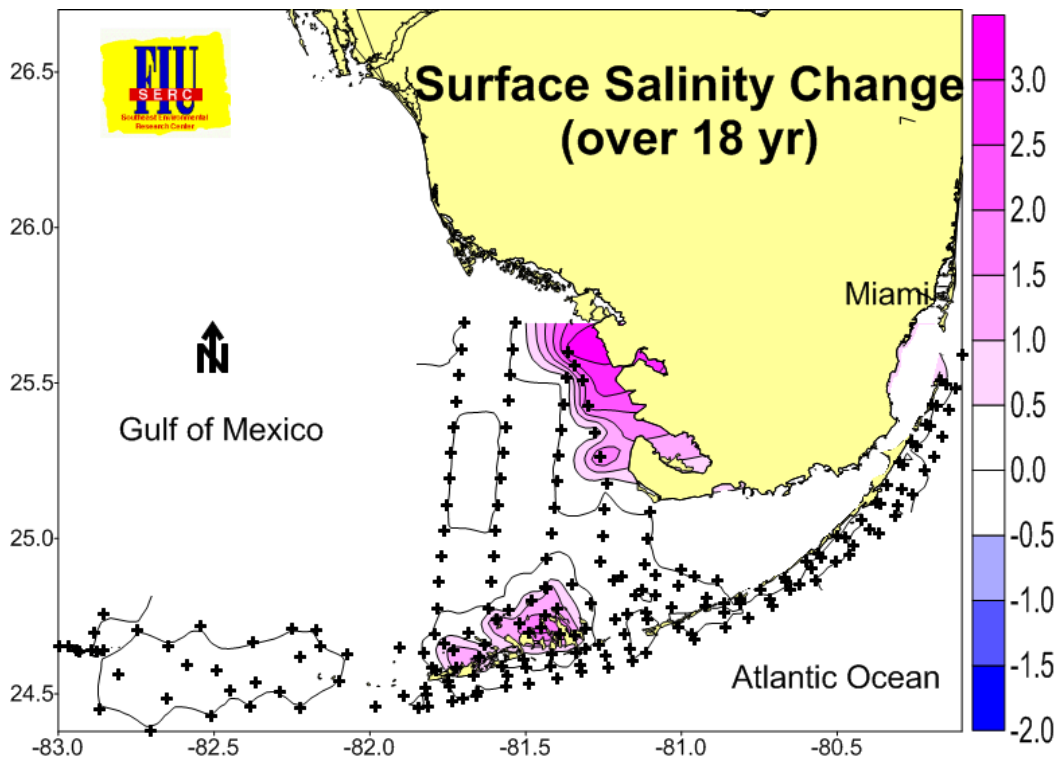 FIU
SERC
Southeast Environmental
Research Center
Surface Salinity Change
(over 18 yr)
Miami
N
Gulf of Mexico
Atlantic Ocean
26.5
26.0
25.5
25.0
24.5
-83.0
-82.5
-82.0
-81.5
-81.0
-80.5
3.0
2.5
2.0
1.5
1.0
0.5
0.0
-0.5
-1.0
-1.5
-2.0